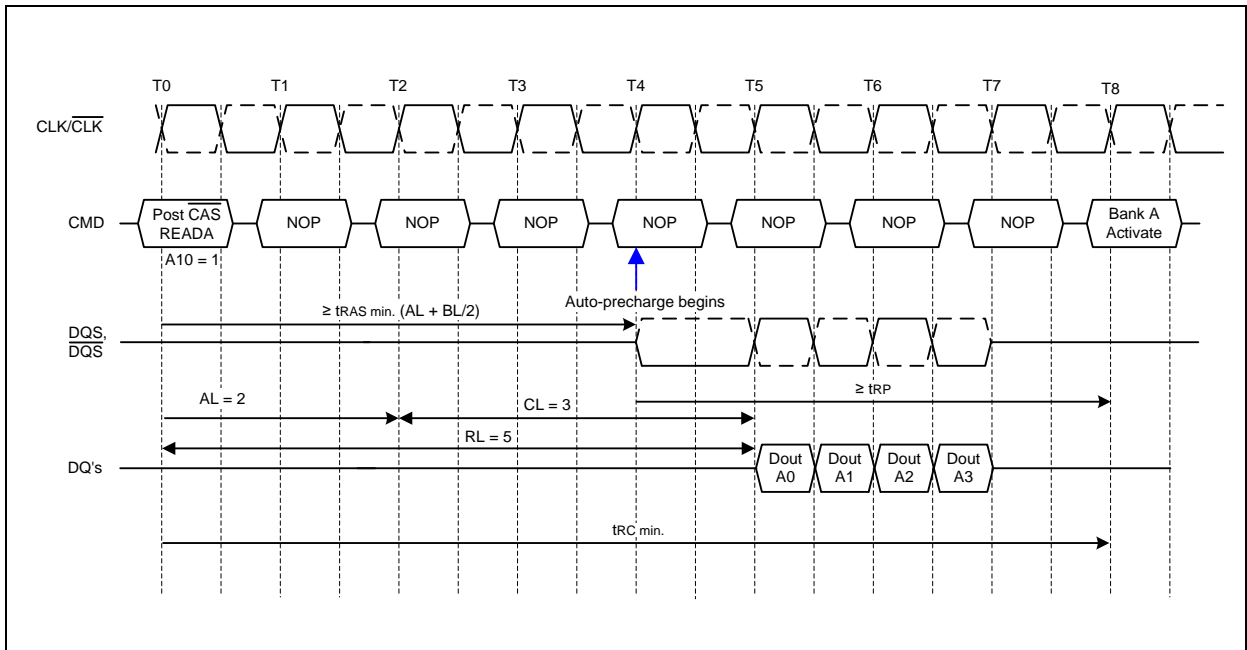 T0 T1 T2 T3 T4 T5 T6 T7 T8
CLK/CLK
CMD
Post CAS
READA
NOP NOP NOP NOP NOP NOP NOP
Bank A
Activate
A10 = 1
Auto-precharge begins
≥ tRAS min. (AL + BL/2)
DQS,
DQS
≥ tRP
AL = 2
CL = 3
RL = 5
DQ's
Dout
A0
Dout
A1
Dout
A2
Dout
A3
tRC min.